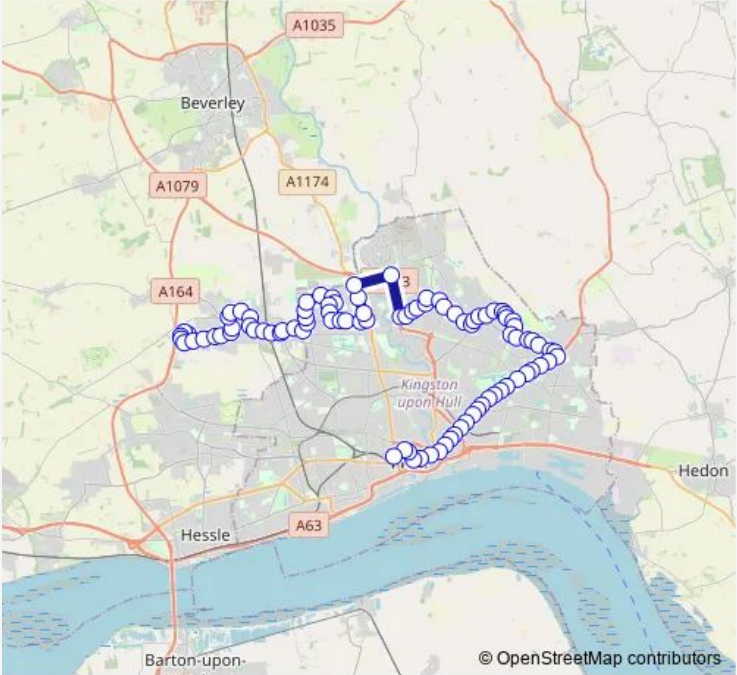 A1035
Beverley
A1079
A1174
A164
3
Kingston
upon Hull
Hedon
Hessle
A63
Barton-upon-
© OpenStreetMap contributors